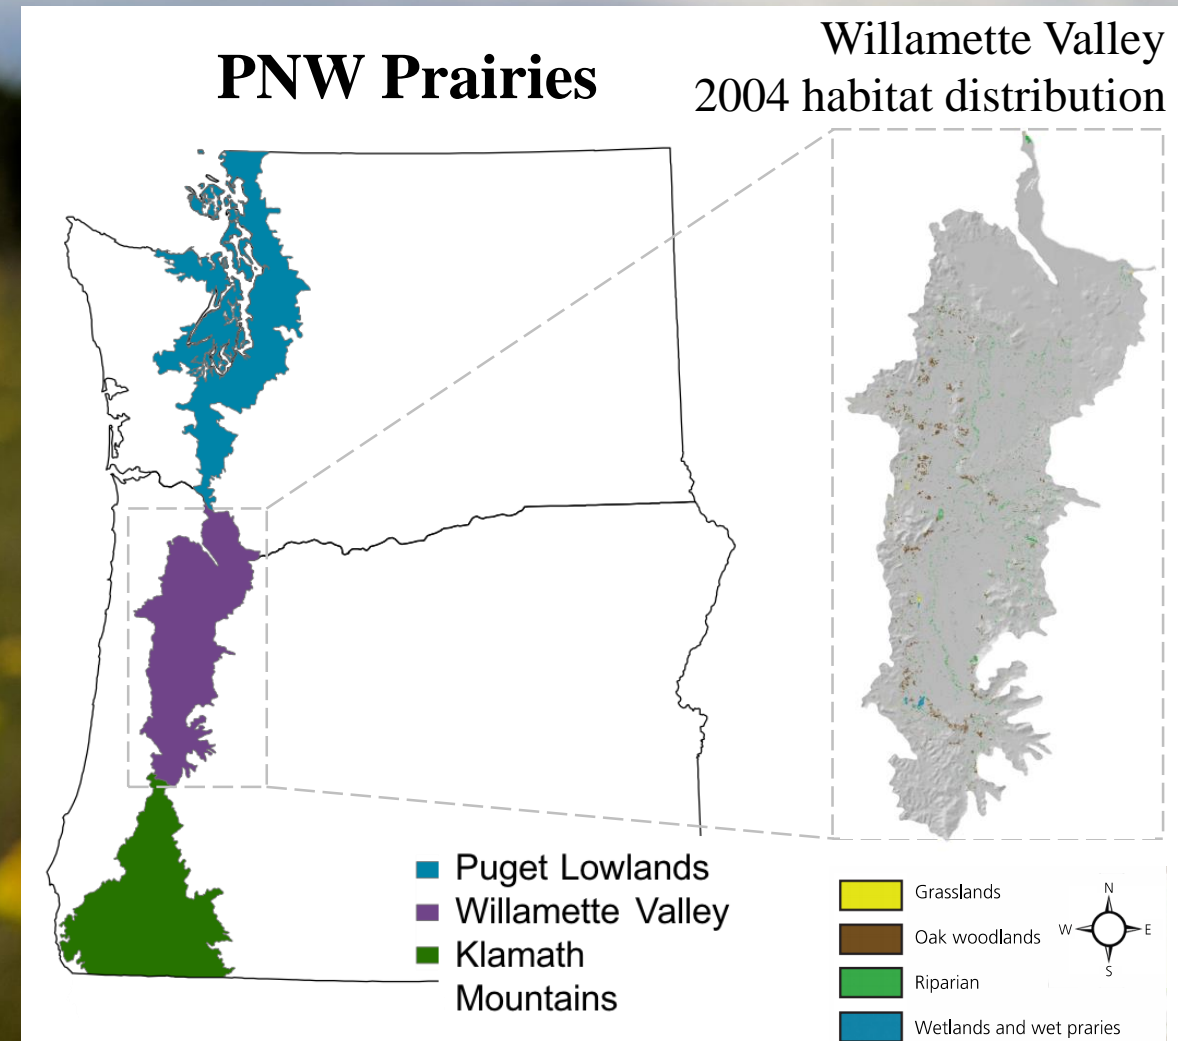 PNW Prairies
Willamette Valley
2004 habitat distribution
Puget Lowlands
Willamette Valley
Klamath
Mountains
Grasslands
Oak woodlands
Riparian
Wetlands and wet praries
N
W
E
S